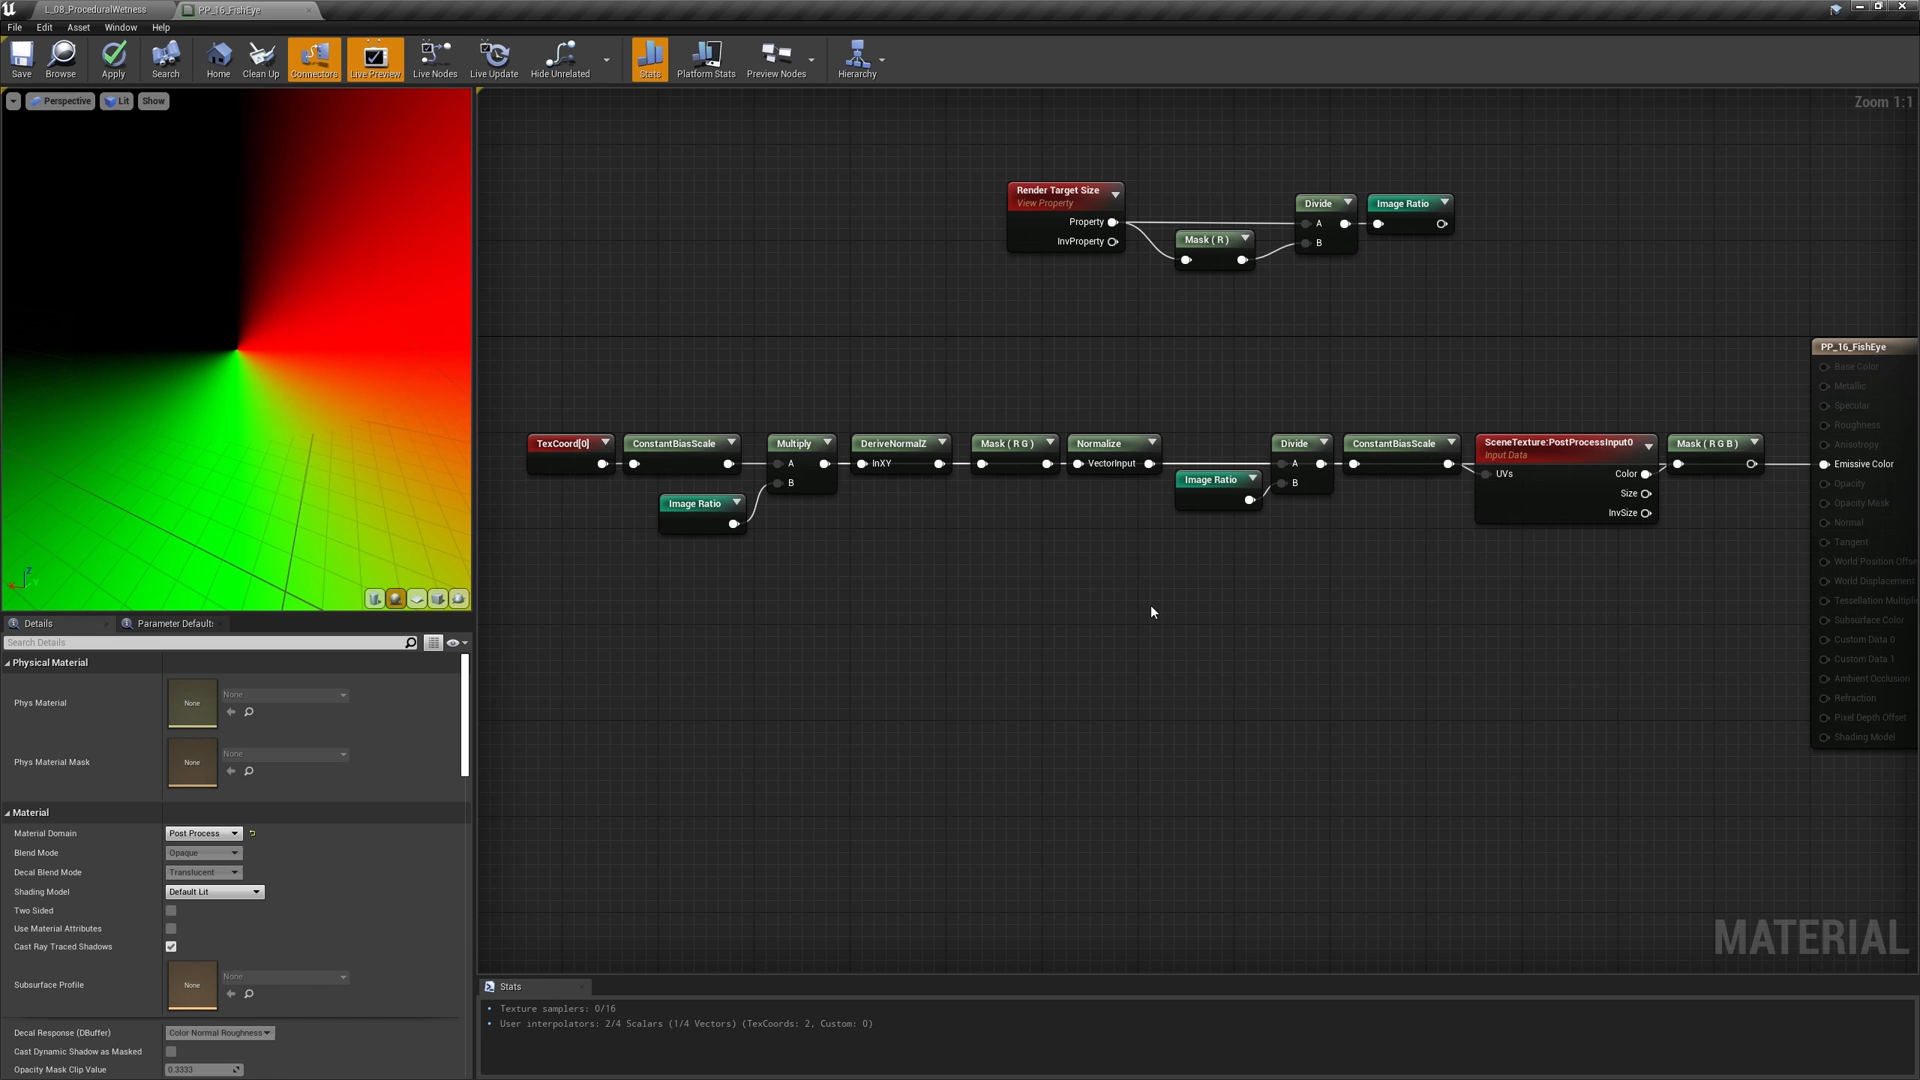 L_08_ProceduralWetness
PP_16_FishEye
File Edit Asset Window Help
Save Browse Apply Search Home Clean Up Connectors Live Preview Live Nodes Live Update Hide Unrelated Stats Platform Stats Preview Nodes Hierarchy
Perspective Lit Show
Zoom 1:1
Render Target Size
View Property
Property
InvProperty
Mask ( R )
Divide
A
B
Image Ratio
TexCoord[0]
ConstantBiasScale
Image Ratio
Multiply
A
B
DeriveNormalZ
InXY
Mask ( R G )
Normalize
VectorInput
Image Ratio
Divide
A
B
ConstantBiasScale
SceneTexture:PostProcessInput0
Input Data
UVs Color
Size
InvSize
Mask ( R G B )
PP_16_FishEye
Base Color
Metallic
Specular
Roughness
Anisotropy
Emissive Color
Opacity
Opacity Mask
Normal
Tangent
World Position Offse
World Displacement
Tessellation Multiplie
Subsurface Color
Custom Data 0
Custom Data 1
Ambient Occlusion
Refraction
Pixel Depth Offset
Shading Model
MATERIAL
Z
Details
Parameter Defaults
Search Details
Physical Material
Phys Material None None
Phys Material Mask None None
Material
Material Domain Post Process
Blend Mode Opaque
Decal Blend Mode Translucent
Shading Model Default Lit
Two Sided
Use Material Attributes
Cast Ray Traced Shadows
Subsurface Profile None None
Decal Response (DBuffer) Color Normal Roughness
Cast Dynamic Shadow as Masked
Opacity Mask Clip Value 0.3333
Stats
Texture samplers: 0/16
User interpolators: 2/4 Scalars (1/4 Vectors) (TexCoords: 2, Custom: 0)